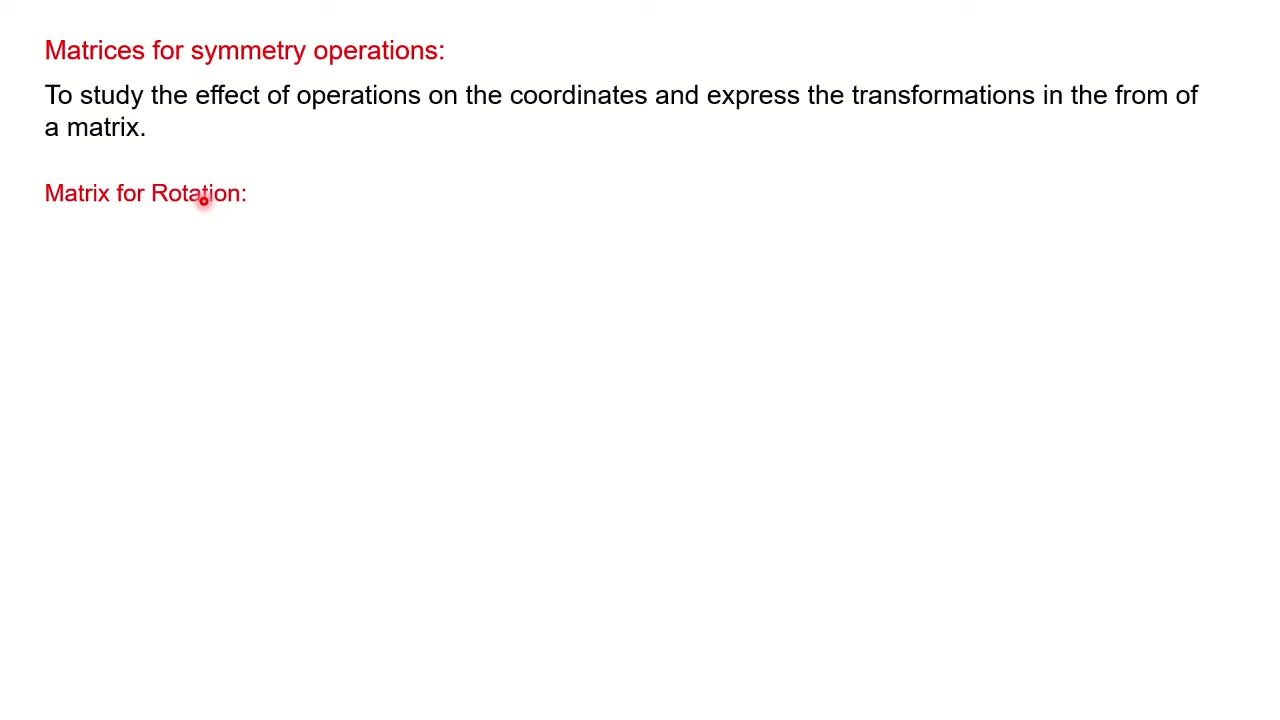 Matrices for symmetry operations:
To study the effect of operations on the coordinates and express the transformations in the from of
a matrix.
Matrix for Rotation: